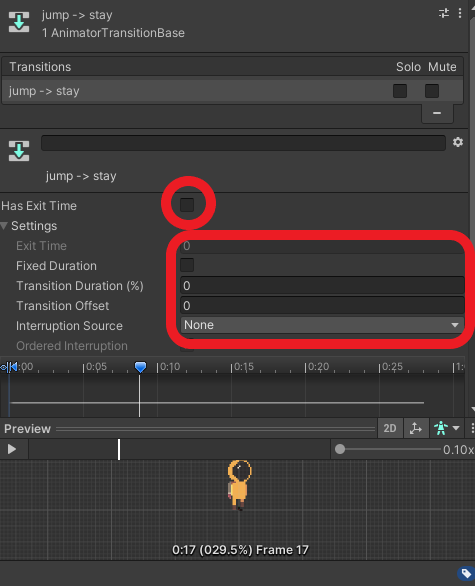 jump -> stay
1 AnimatorTransitionBase
Transitions Solo Mute
jump -> stay
jump -> stay
Has Exit Time
Settings
Exit Time 0
Fixed Duration
Transition Duration (%) 0
Transition Offset 0
Interruption Source None
Ordered Interruption
0:00 0:05 0:10 0:15 0:20 0:25 1:
Preview 2D
0.10x
0:17 (029.5%) Frame 17